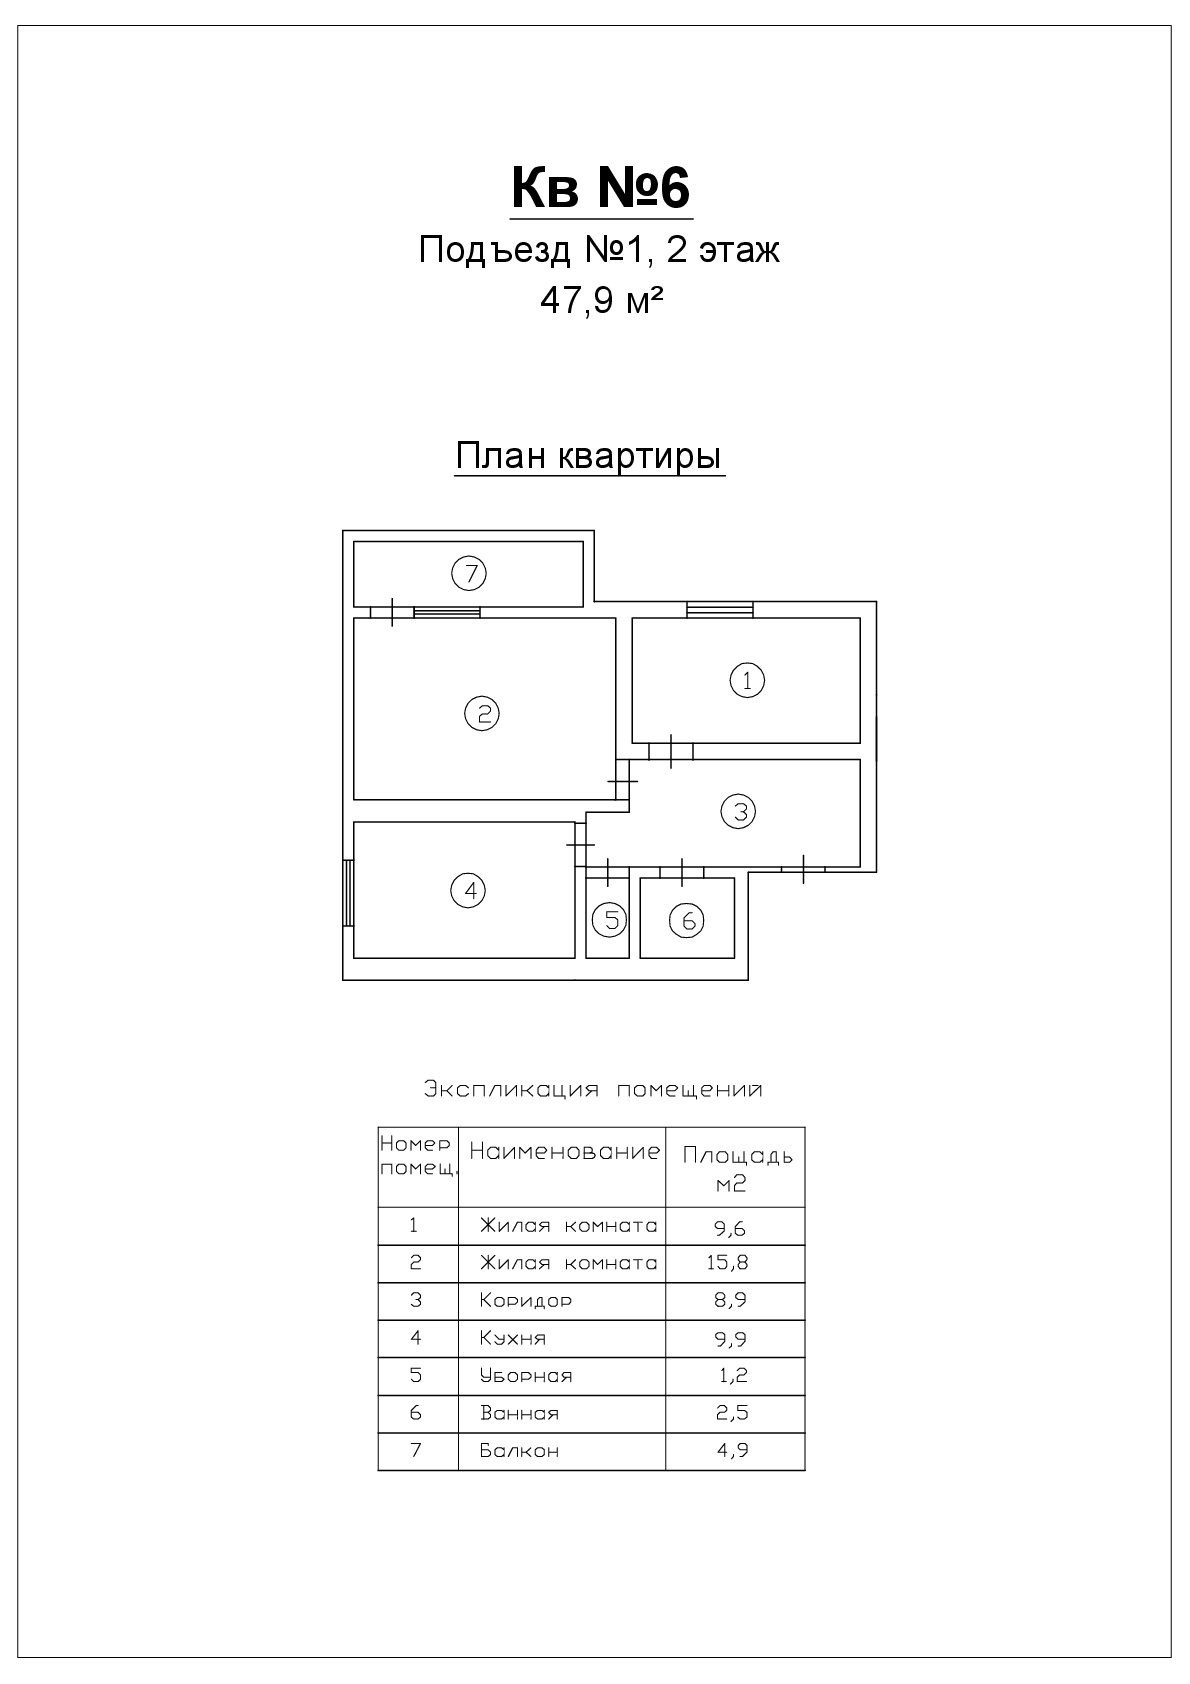 Кв №6
Подъезд №1, 2 этаж
47,9 м²
План квартиры
7
1
2
3
4
5
6
Экспликация помещений
Номер помещ. Наименование Площадь м2
1 Жилая комната 9,6
2 Жилая комната 15,8
3 Коридор 8,9
4 Кухня 9,9
5 Уборная 1,2
6 Ванная 2,5
7 Балкон 4,9